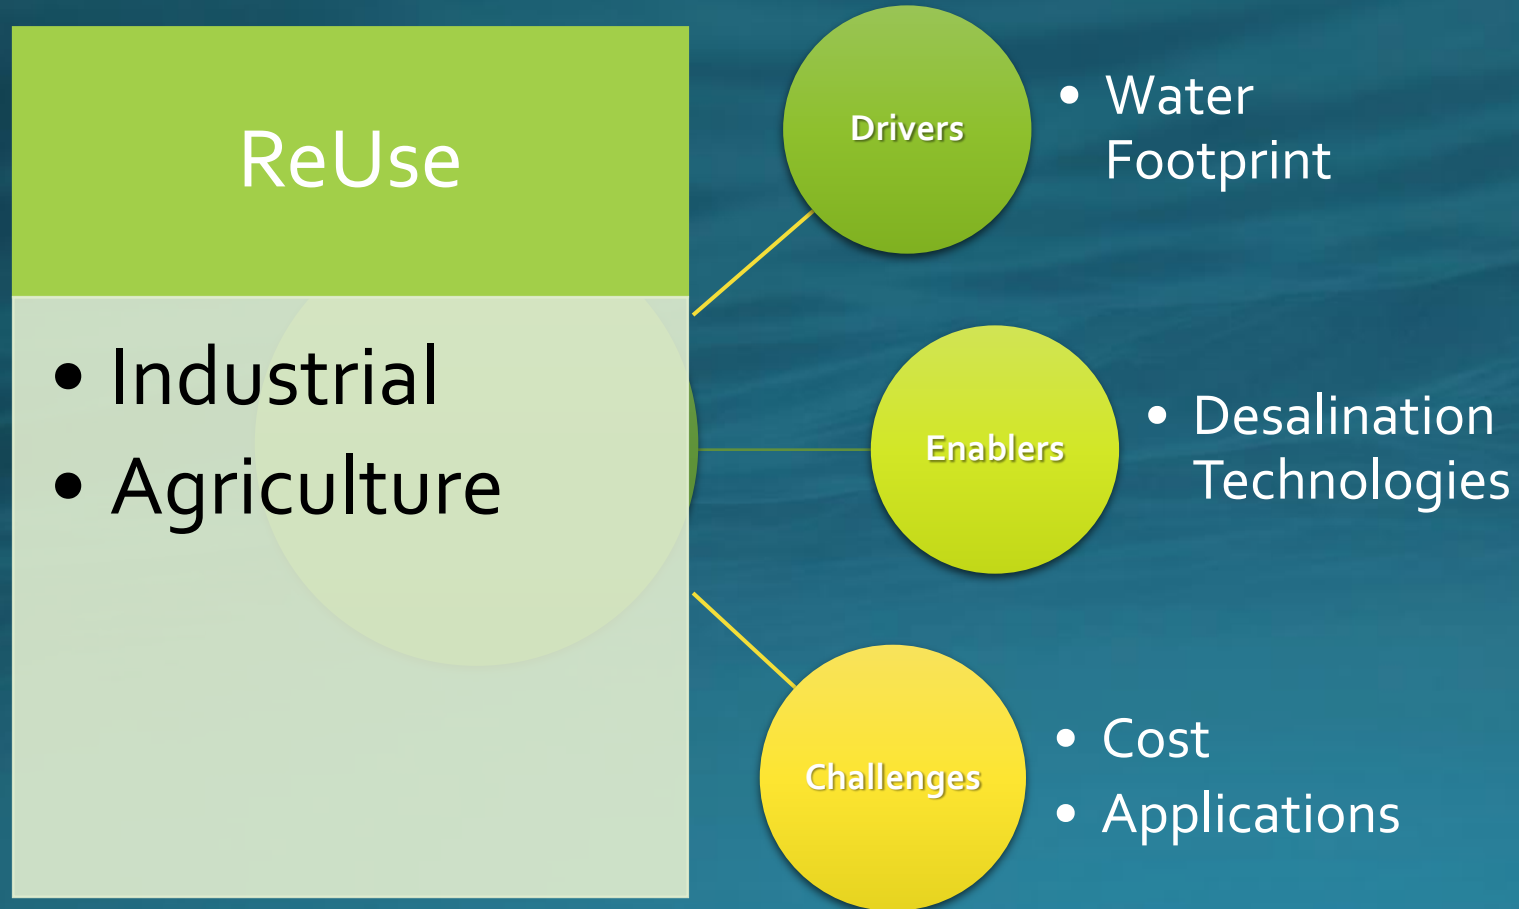 ReUse
• Industrial
• Agriculture
Drivers
• Water
Footprint
Enablers
• Desalination
Technologies
Challenges
• Cost
• Applications